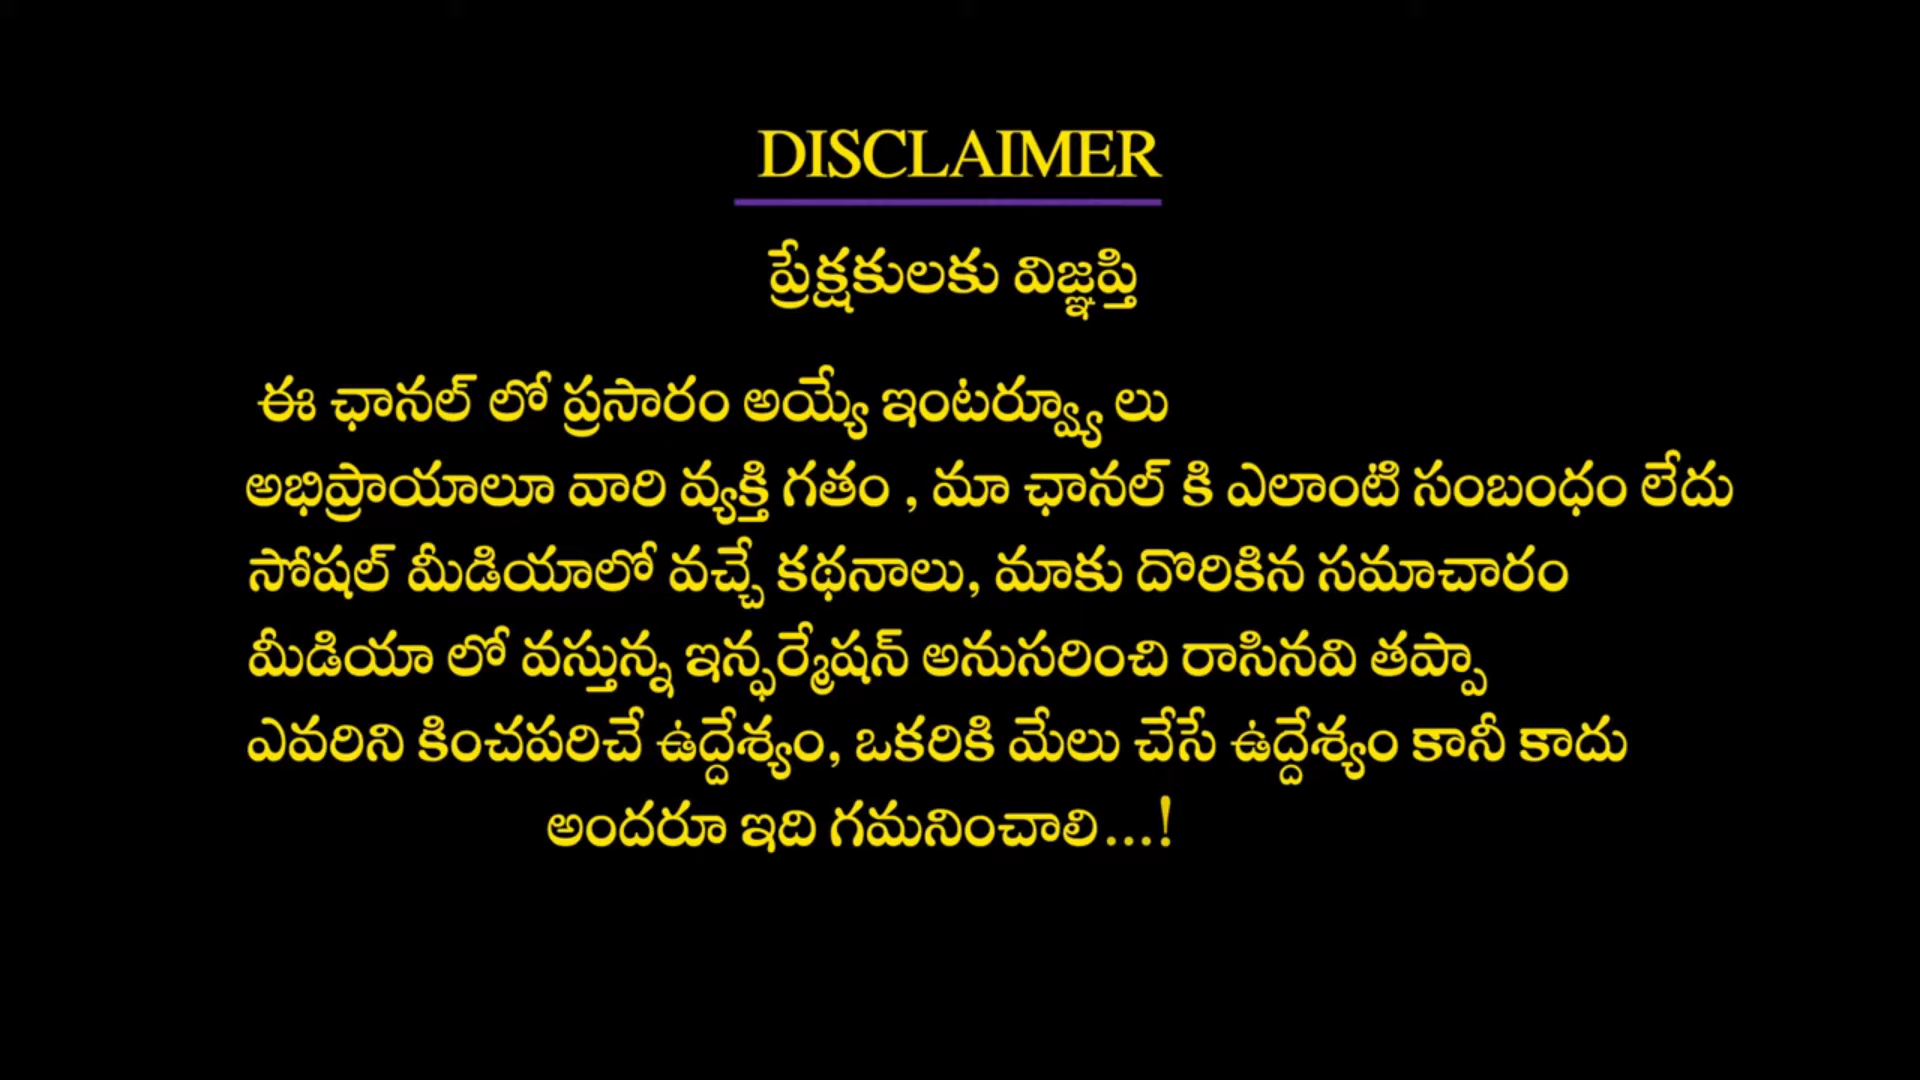 DISCLAIMER
ప్రేక్షకులకు విజ్ఞప్తి
ఈ ఛానల్ లో ప్రసారం అయ్యే ఇంటర్వ్యూ లు
అభిప్రాయాలూ వారి వ్యక్తి గతం , మా ఛానల్ కి ఎలాంటి సంబంధం లేదు
సోషల్ మీడియాలో వచ్చే కథనాలు, మాకు దొరికిన సమాచారం
మీడియా లో వస్తున్న ఇన్ఫర్మేషన్ అనుసరించి రాసినవి తప్పా
ఎవరిని కించపరిచే ఉద్దేశ్యం, ఒకరికి మేలు చేసే ఉద్దేశ్యం కానీ కాదు
అందరూ ఇది గమనించాలి...!